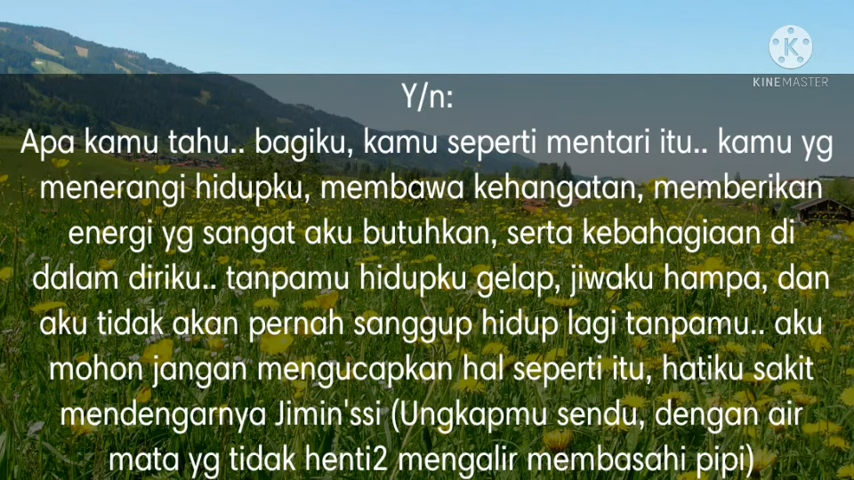 K
KINEMASTER
Y/n:
Apa kamu tahu.. bagiku, kamu seperti mentari itu.. kamu yg
menerangi hidupku, membawa kehangatan, memberikan
energi yg sangat aku butuhkan, serta kebahagiaan di
dalam diriku.. tanpamu hidupku gelap, jiwaku hampa, dan
aku tidak akan pernah sanggup hidup lagi tanpamu.. aku
mohon jangan mengucapkan hal seperti itu, hatiku sakit
mendengarnya Jimin'ssi (Ungkapmu sendu, dengan air
mata yg tidak henti2 mengalir membasahi pipi)